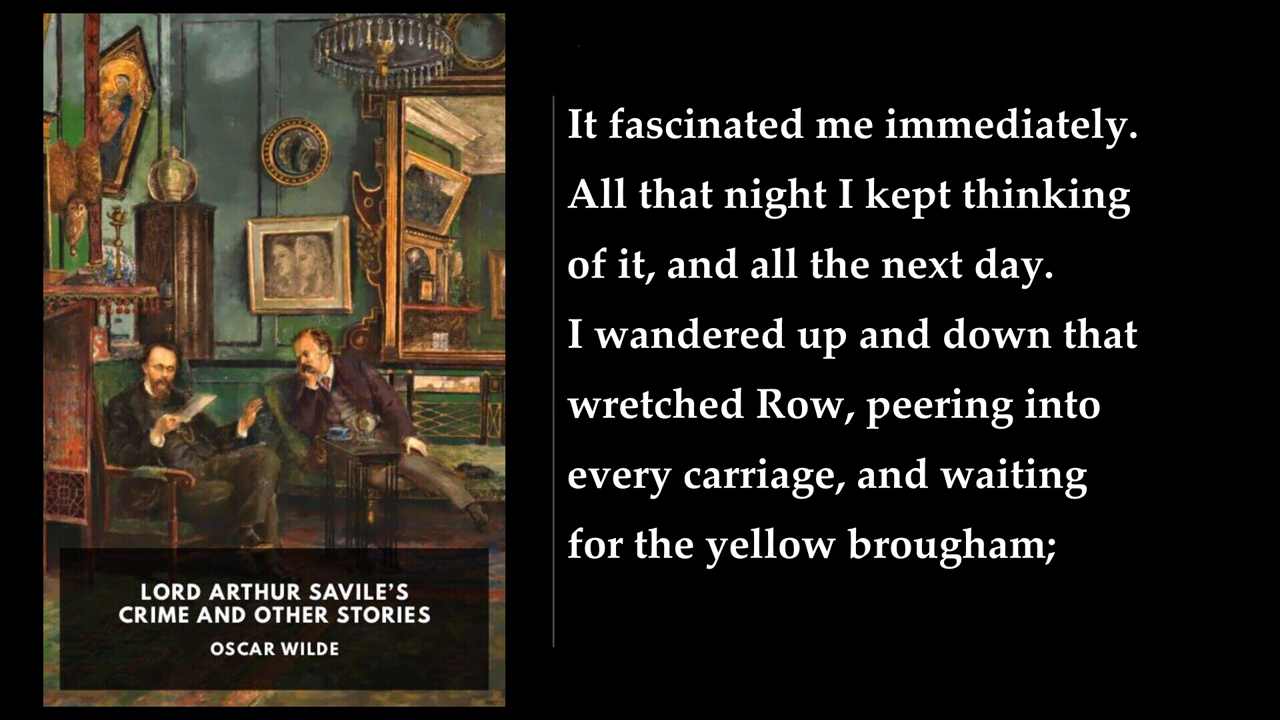 LORD ARTHUR SAVILE’S
CRIME AND OTHER STORIES
OSCAR WILDE
It fascinated me immediately.
All that night I kept thinking
of it, and all the next day.
I wandered up and down that
wretched Row, peering into
every carriage, and waiting
for the yellow brougham;